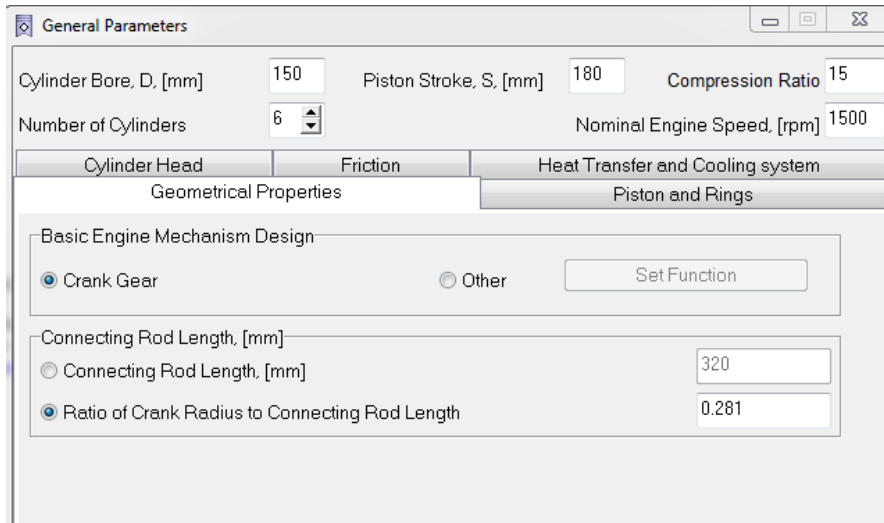 General Parameters
Cylinder Bore, D, [mm] 150 Piston Stroke, S, [mm] 180 Compression Ratio 15
Number of Cylinders 6 Nominal Engine Speed, [rpm] 1500
Cylinder Head Friction Heat Transfer and Cooling system
Geometrical Properties Piston and Rings
Basic Engine Mechanism Design
Crank Gear Other Set Function
Connecting Rod Length, [mm]
Connecting Rod Length, [mm] 320
Ratio of Crank Radius to Connecting Rod Length 0.281